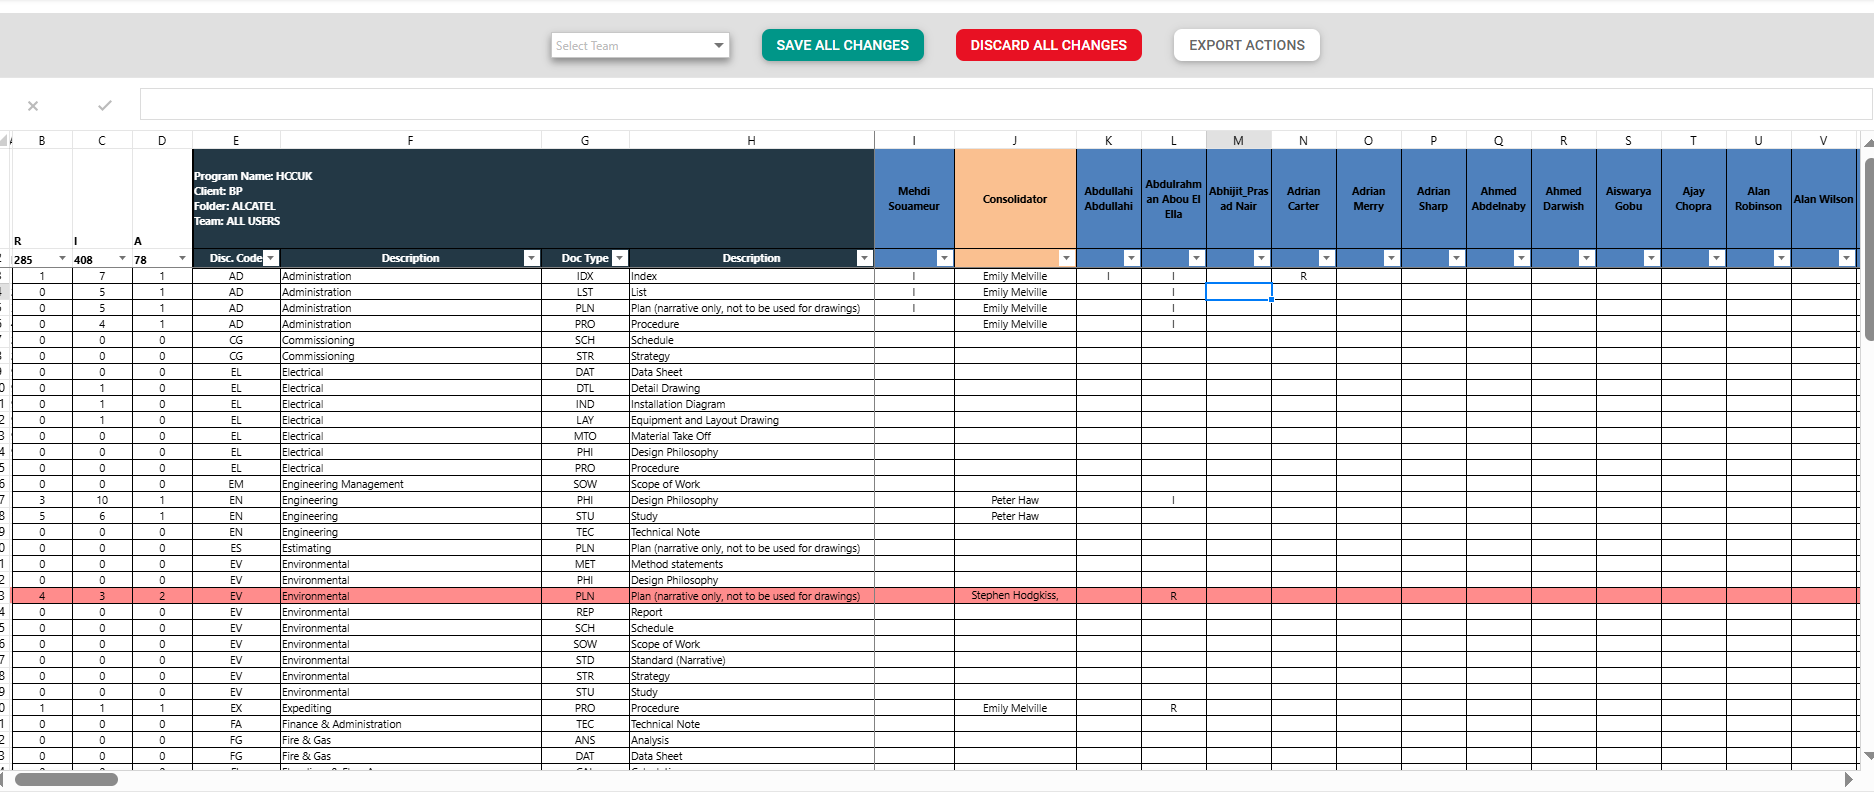 Select Team SAVE ALL CHANGES DISCARD ALL CHANGES EXPORT ACTIONS
B C D E F G H I J K L M N O P Q R S T U V
Program Name: HCCUK
Client: BP
Folder: ALCATEL
Team: ALL USERS
R I A
Mehdi Souameur Consolidator Abdullahi Abdullahi Abdulrahman Abou El Ella Abhijit_Prasad Nair Adrian Carter Adrian Merry Adrian Sharp Ahmed Abdelnaby Ahmed Darwish Aiswarya Gobu Ajay Chopra Alan Robinson Alan Wilson
285 408 78 Disc. Code Description Doc Type Description
1 7 1 AD Administration IDX Index I Emily Melville I I R
0 5 1 AD Administration LST List I Emily Melville I
0 5 1 AD Administration PLN Plan (narrative only, not to be used for drawings) I Emily Melville I
0 4 1 AD Administration PRO Procedure Emily Melville I
0 0 0 CG Commissioning SCH Schedule
0 0 0 CG Commissioning STR Strategy
0 0 0 EL Electrical DAT Data Sheet
0 1 0 EL Electrical DTL Detail Drawing
0 1 0 EL Electrical IND Installation Diagram
0 1 0 EL Electrical LAY Equipment and Layout Drawing
0 0 0 EL Electrical MTO Material Take Off
0 0 0 EL Electrical PHI Design Philosophy
0 0 0 EL Electrical PRO Procedure
0 0 0 EM Engineering Management SOW Scope of Work
3 10 1 EN Engineering PHI Design Philosophy Peter Haw I
5 6 1 EN Engineering STU Study Peter Haw
0 0 0 EN Engineering TEC Technical Note
0 0 0 ES Estimating PLN Plan (narrative only, not to be used for drawings)
0 0 0 EV Environmental MET Method statements
0 0 0 EV Environmental PHI Design Philosophy
4 3 2 EV Environmental PLN Plan (narrative only, not to be used for drawings) Stephen Hodgkiss, R
0 0 0 EV Environmental REP Report
0 0 0 EV Environmental SCH Schedule
0 0 0 EV Environmental SOW Scope of Work
0 0 0 EV Environmental STD Standard (Narrative)
0 0 0 EV Environmental STR Strategy
0 0 0 EV Environmental STU Study
1 1 1 EX Expediting PRO Procedure Emily Melville R
0 0 0 FA Finance & Administration TEC Technical Note
0 0 0 FG Fire & Gas ANS Analysis
0 0 0 FG Fire & Gas DAT Data Sheet